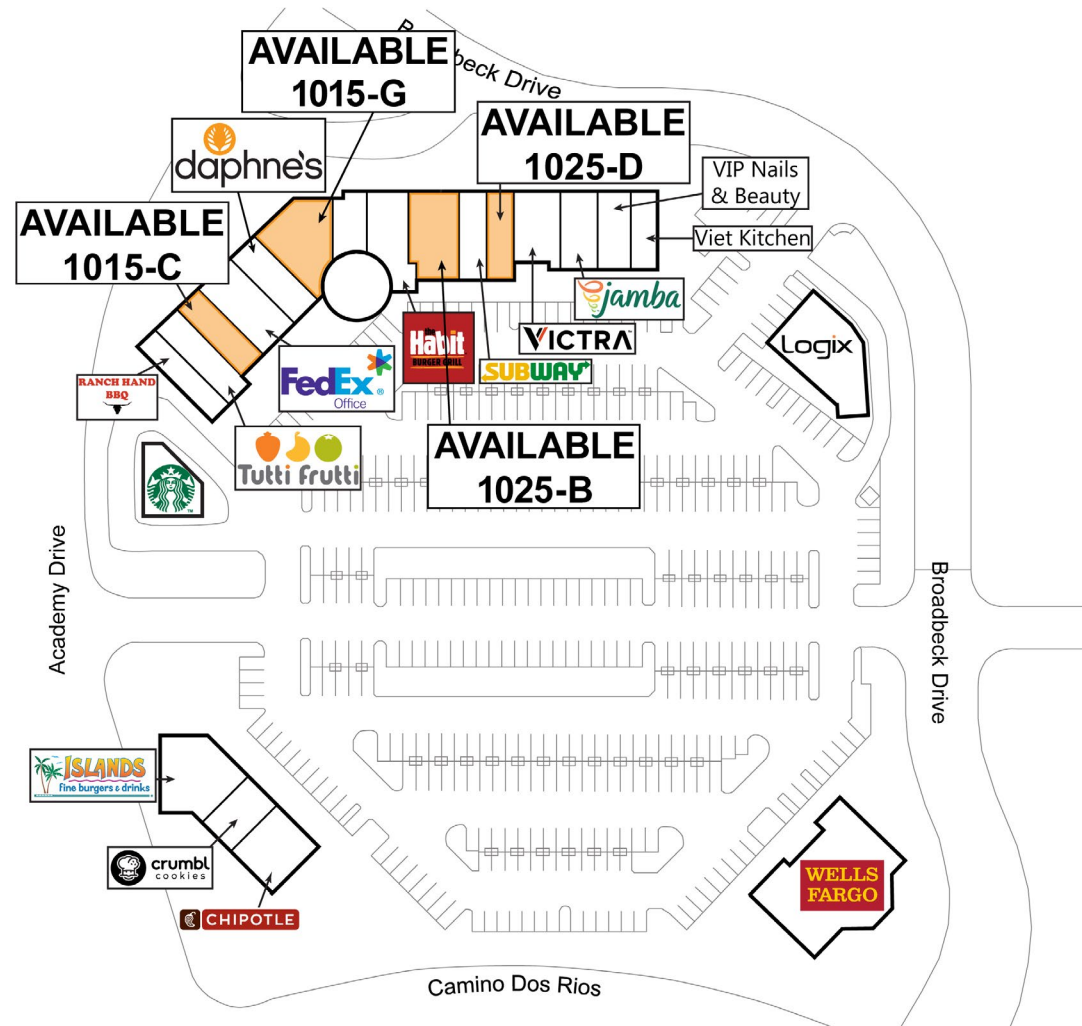 Broadbeck Drive
AVAILABLE
1015-G
daphne's
AVAILABLE
1025-D
VIP Nails
& Beauty
Viet Kitchen
AVAILABLE
1015-C
jamba
the
Habit
BURGER GRILL
VICTRA™
SUBWAY
Logix
RANCH HAND
BBQ
FedEx®
Office
Tutti frutti
AVAILABLE
1025-B
TM
Academy Drive
Broadbeck Drive
ISLANDS
fine burgers & drinks
crumbl
cookies
CHIPOTLE
WELLS
FARGO
Camino Dos Rios